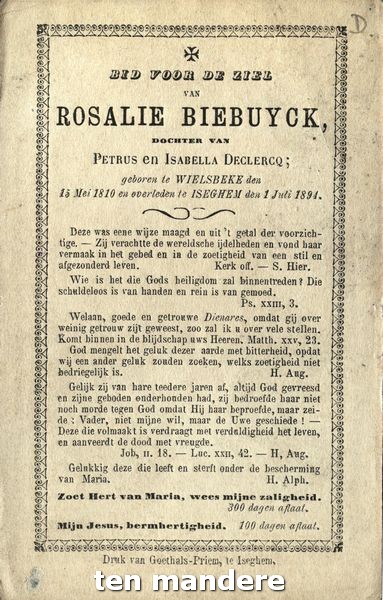 D
BID VOOR DE ZIEL
VAN
ROSALIE BIEBUYCK,
DOCHTER VAN
PETRUS en ISABELLA DECLERCQ;
geboren te WIELSBEKE den
15 Mei 1810 en overleden te ISEGHEM den 1 Juli 1894.
Deze was eene wijze maagd en uit 't getal der voorzich-
tige. — Zij verachtte de wereldsche ijdelheden en vond haar
vermaak in het gebed en in de zoetigheid van een stil en
afgezonderd leven. Kerk off. — S. Hier.
Wie is het die Gods heiligdom zal binnentreden? Die
schuldeloos is van handen en rein is van gemoed.
Ps. XXIII, 3.
Welaan, goede en getrouwe Dienares, omdat gij over
weinig getrouw zijt geweest, zoo zal ik u over vele stellen.
Komt binnen in de blijdschap uws Heeren. Matth. XXV, 23.
God mengelt het geluk dezer aarde met bitterheid, opdat
wij een ander geluk zonden zoeken, welks zoetigheid niet
bedriegelijk is. H. Aug.
Gelijk zij van hare teedere jaren af, altijd God gevreesd
en zijne geboden onderhonden had, zij bedroefde haar niet
noch morde tegen God omdat Hij haar beproefde, maar zei-
de: Vader, niet mijne wil, maar de Uwe geschiede! —
Deze die volmaakt is verdraagt met verduldigheid het leven,
en aanveerdt de dood met vreugde.
Job, II. 18. — Luc. XXII, 42. — H, Aug.
Gelukkig deze die leeft en sterft onder de bescherming
van Maria. H. Alph.
Zoet Hert van Maria, wees mijne zaligheid.
300 dagen aflaat.
Mijn Jesus, bermhertigheid. 100 dagen aflaat.
Druk van Goethals-Priem, te Iseghem.
ten mandere